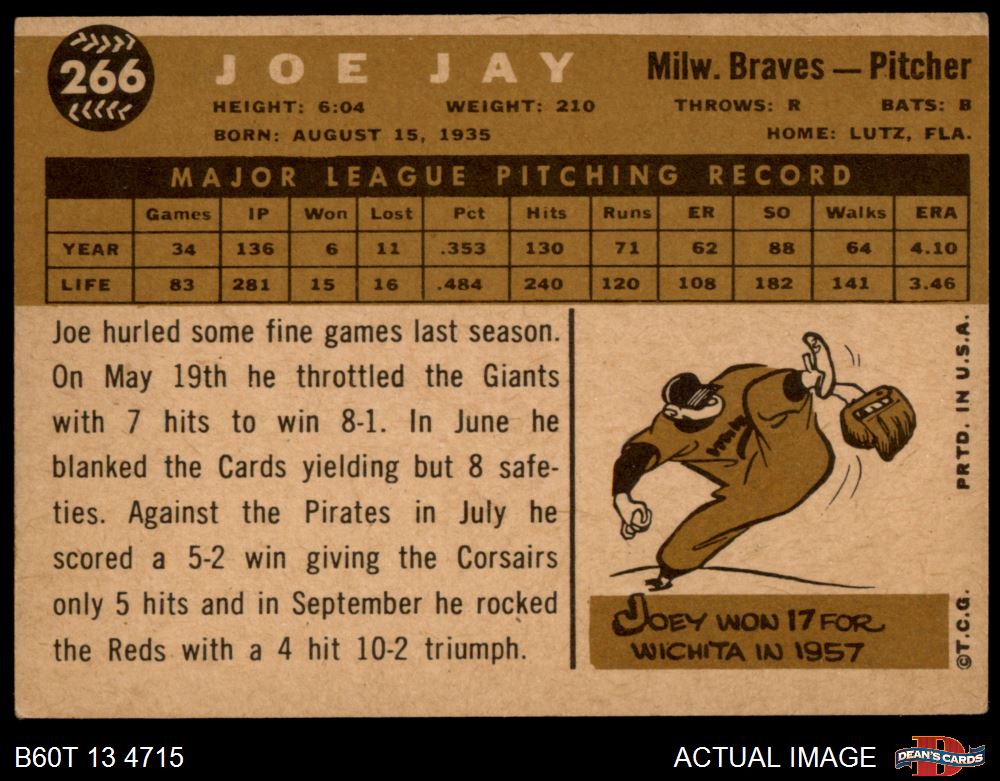 266
JOE JAY
Milw. Braves — Pitcher
HEIGHT: 6:04 WEIGHT: 210 THROWS: R BATS: B
BORN: AUGUST 15, 1935 HOME: LUTZ, FLA.
MAJOR LEAGUE PITCHING RECORD
Games IP Won Lost Pct Hits Runs ER SO Walks ERA
YEAR 34 136 6 11 .353 130 71 62 88 64 4.10
LIFE 83 281 15 16 .484 240 120 108 182 141 3.46
Joe hurled some fine games last season.
On May 19th he throttled the Giants
with 7 hits to win 8-1. In June he
blanked the Cards yielding but 8 safe-
ties. Against the Pirates in July he
scored a 5-2 win giving the Corsairs
only 5 hits and in September he rocked
the Reds with a 4 hit 10-2 triumph.
JOEY WON 17 FOR
WICHITA IN 1957
©T.C.G. PRTD. IN U.S.A.
B60T 13 4715
ACTUAL IMAGE
DEAN'S CARDS